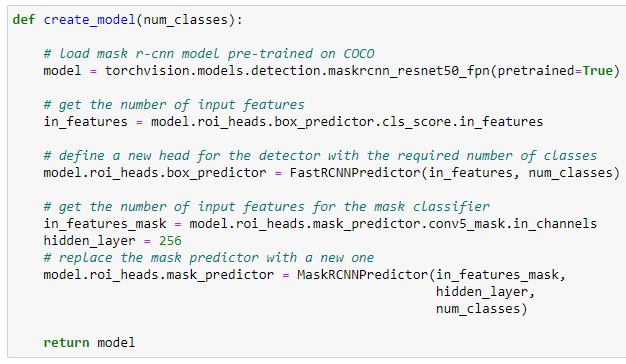 def create_model(num_classes):
# load mask r-cnn model pre-trained on COCO
model = torchvision.models.detection.maskrcnn_resnet50_fpn(pretrained=True)
# get the number of input features
in_features = model.roi_heads.box_predictor.cls_score.in_features
# define a new head for the detector with the required number of classes
model.roi_heads.box_predictor = FastRCNNPredictor(in_features, num_classes)
# get the number of input features for the mask classifier
in_features_mask = model.roi_heads.mask_predictor.conv5_mask.in_channels
hidden_layer = 256
# replace the mask predictor with a new one
model.roi_heads.mask_predictor = MaskRCNNPredictor(in_features_mask,
hidden_layer,
num_classes)
return model